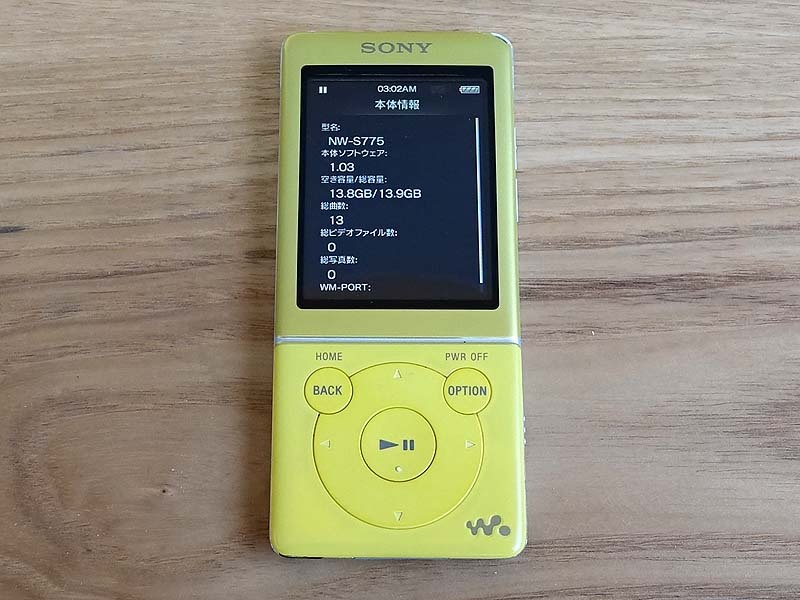 SONY
03:02AM
本体情報
型名:
NW-S775
本体ソフトウェア:
1.03
空き容量/総容量:
13.8GB/13.9GB
総曲数:
13
総ビデオファイル数:
0
総写真数:
0
WM-PORT:
HOME
PWR OFF
BACK
OPTION